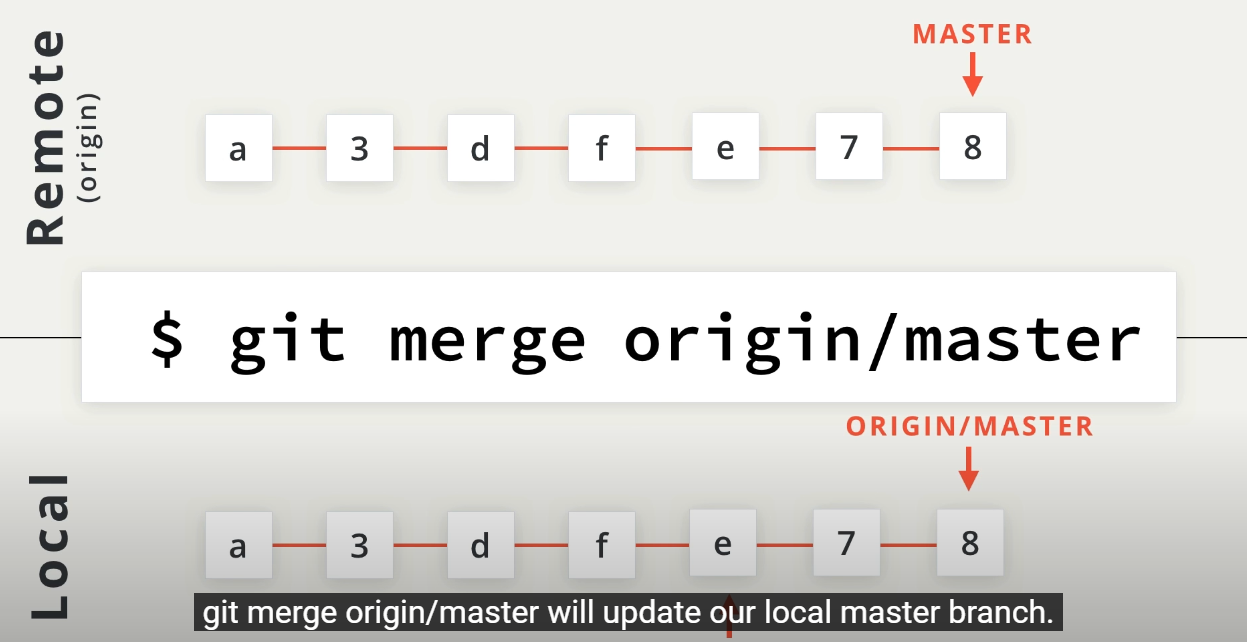 Remote
(origin)
MASTER
a 3 d f e 7 8
$ git merge origin/master
ORIGIN/MASTER
Local
a 3 d f e 7 8
git merge origin/master will update our local master branch.